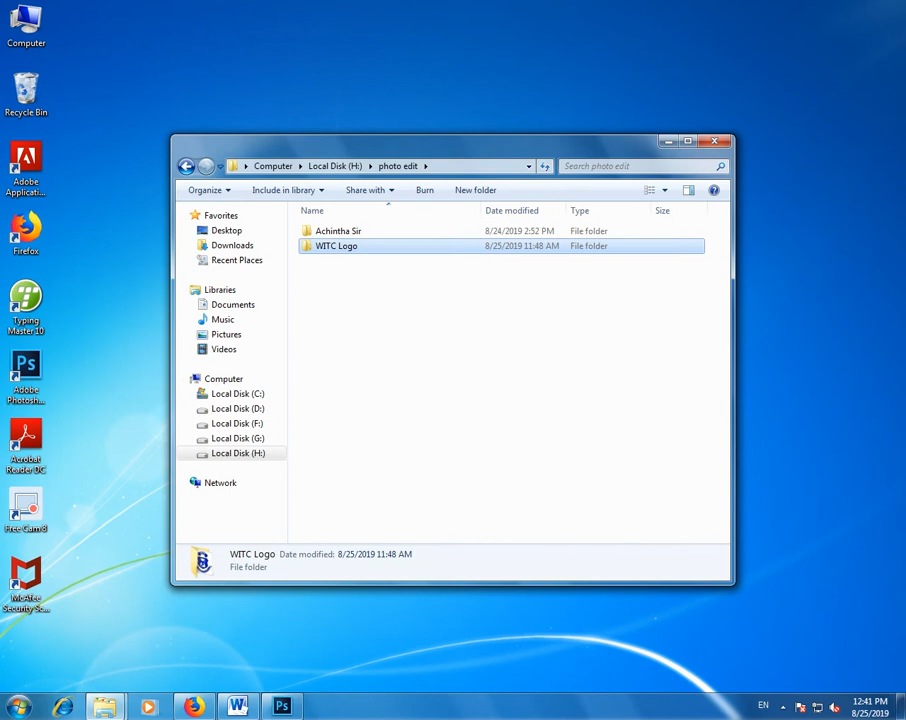 Computer
Recycle Bin
Adobe
Applicati...
Firefox
Typing
Master 10
Ps
Adobe
Photosh...
Acrobat
Reader DC
Free Cam 8
McAfee
Security Sc...
Computer Local Disk (H:) photo edit
Search photo edit
Organize Include in library Share with Burn New folder
Name Date modified Type Size
Favorites
Desktop
Downloads
Recent Places
Libraries
Documents
Music
Pictures
Videos
Computer
Local Disk (C:)
Local Disk (D:)
Local Disk (F:)
Local Disk (G:)
Local Disk (H:)
Network
Achintha Sir 8/24/2019 2:52 PM File folder
WITC Logo 8/25/2019 11:48 AM File folder
WITC Logo Date modified: 8/25/2019 11:48 AM
File folder
W
Ps
EN
12:41 PM
8/25/2019